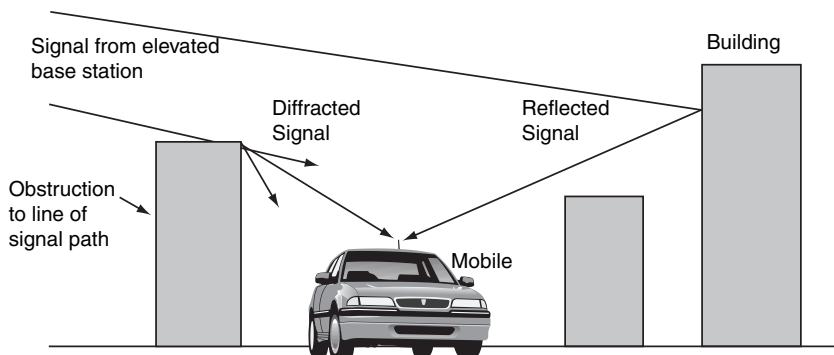 Signal from elevated
base station
Building
Diffracted
Signal
Reflected
Signal
Obstruction
to line of
signal path
Mobile